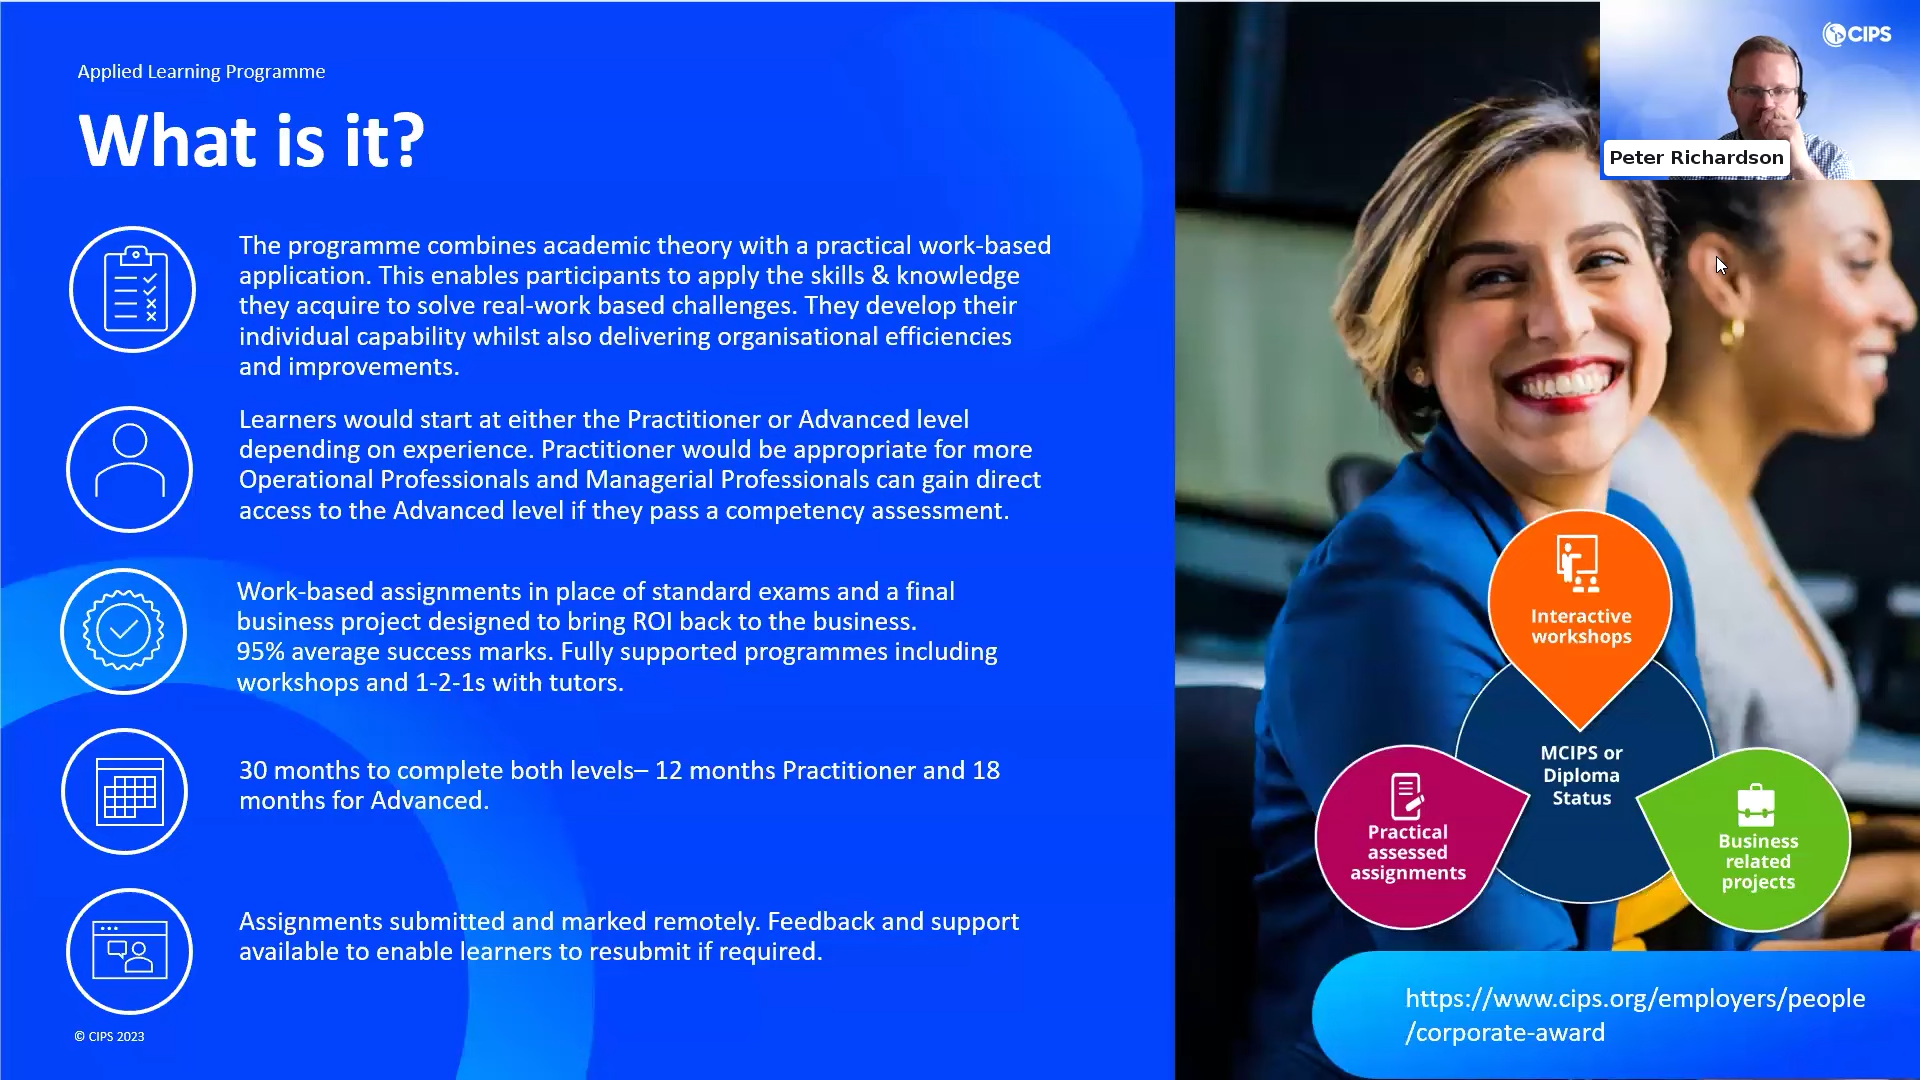 Applied Learning Programme
What is it?
The programme combines academic theory with a practical work-based
application. This enables participants to apply the skills & knowledge
they acquire to solve real-work based challenges. They develop their
individual capability whilst also delivering organisational efficiencies
and improvements.
Learners would start at either the Practitioner or Advanced level
depending on experience. Practitioner would be appropriate for more
Operational Professionals and Managerial Professionals can gain direct
access to the Advanced level if they pass a competency assessment.
Work-based assignments in place of standard exams and a final
business project designed to bring ROI back to the business.
95% average success marks. Fully supported programmes including
workshops and 1-2-1s with tutors.
30 months to complete both levels– 12 months Practitioner and 18
months for Advanced.
Assignments submitted and marked remotely. Feedback and support
available to enable learners to resubmit if required.
© CIPS 2023
CIPS
Peter Richardson
Interactive
workshops
MCIPS or
Diploma
Status
Practical
assessed
assignments
Business
related
projects
https://www.cips.org/employers/people
/corporate-award